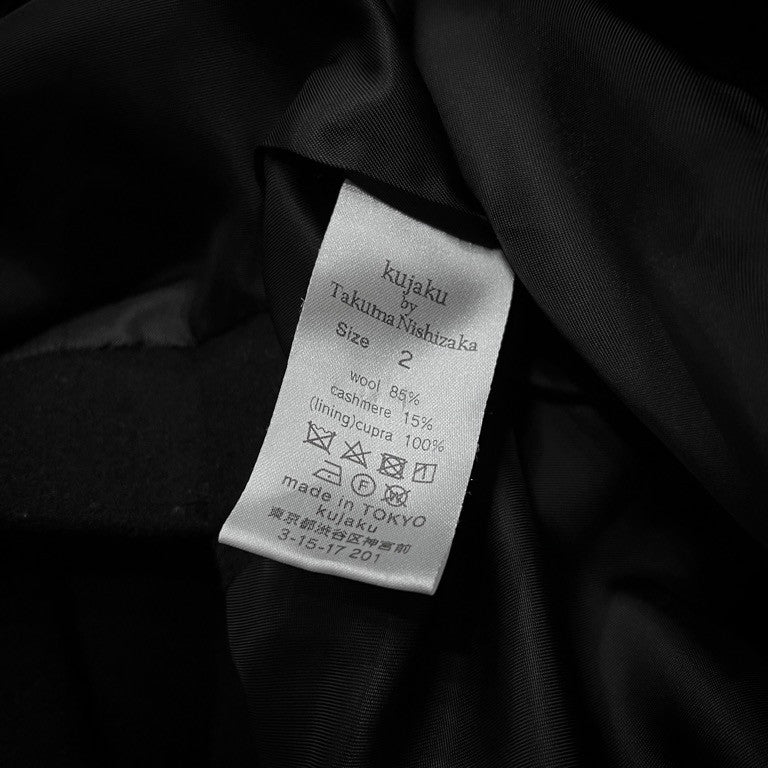 kujaku
by
Takuma Nishizaka
Size 2
wool 85%
cashmere 15%
(lining)cupra 100%
F W
made in TOKYO
kujaku
東京都渋谷区神宮前
3-15-17 201